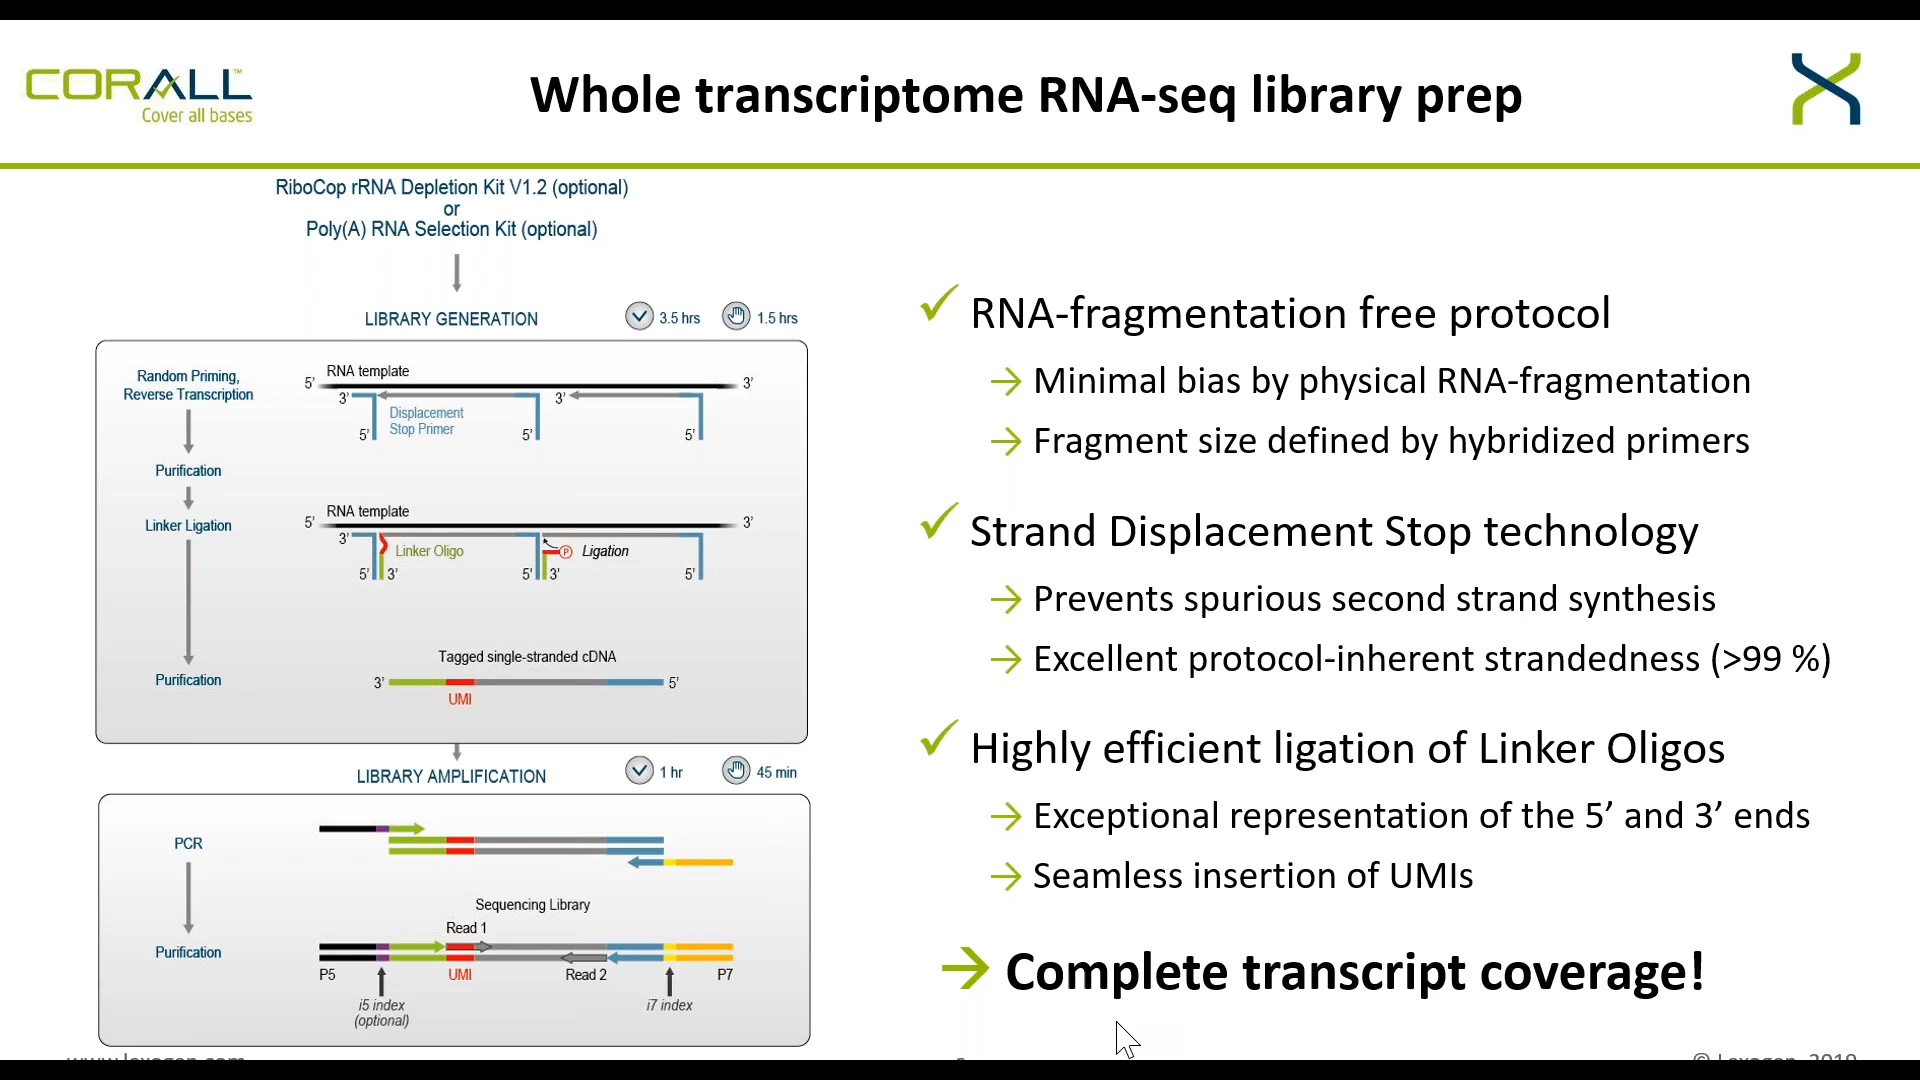 CORALL™
Cover all bases
Whole transcriptome RNA-seq library prep
RiboCop rRNA Depletion Kit V1.2 (optional)
or
Poly(A) RNA Selection Kit (optional)
LIBRARY GENERATION
3.5 hrs
1.5 hrs
Random Priming,
Reverse Transcription
RNA template
5’
3’
3’
3’
Displacement
Stop Primer
5’
5’
5’
Purification
Linker Ligation
RNA template
5’
3’
3’
Linker Oligo
P
Ligation
5’
3’
5’
3’
5’
Tagged single-stranded cDNA
Purification
3’
5’
UMI
LIBRARY AMPLIFICATION
1 hr
45 min
PCR
Sequencing Library
Read 1
Purification
P5
UMI
Read 2
P7
i5 index
(optional)
i7 index
RNA-fragmentation free protocol
Minimal bias by physical RNA-fragmentation
Fragment size defined by hybridized primers
Strand Displacement Stop technology
Prevents spurious second strand synthesis
Excellent protocol-inherent strandedness (>99 %)
Highly efficient ligation of Linker Oligos
Exceptional representation of the 5’ and 3’ ends
Seamless insertion of UMIs
Complete transcript coverage!
www.lexogen.com
© Lexogen, 2019